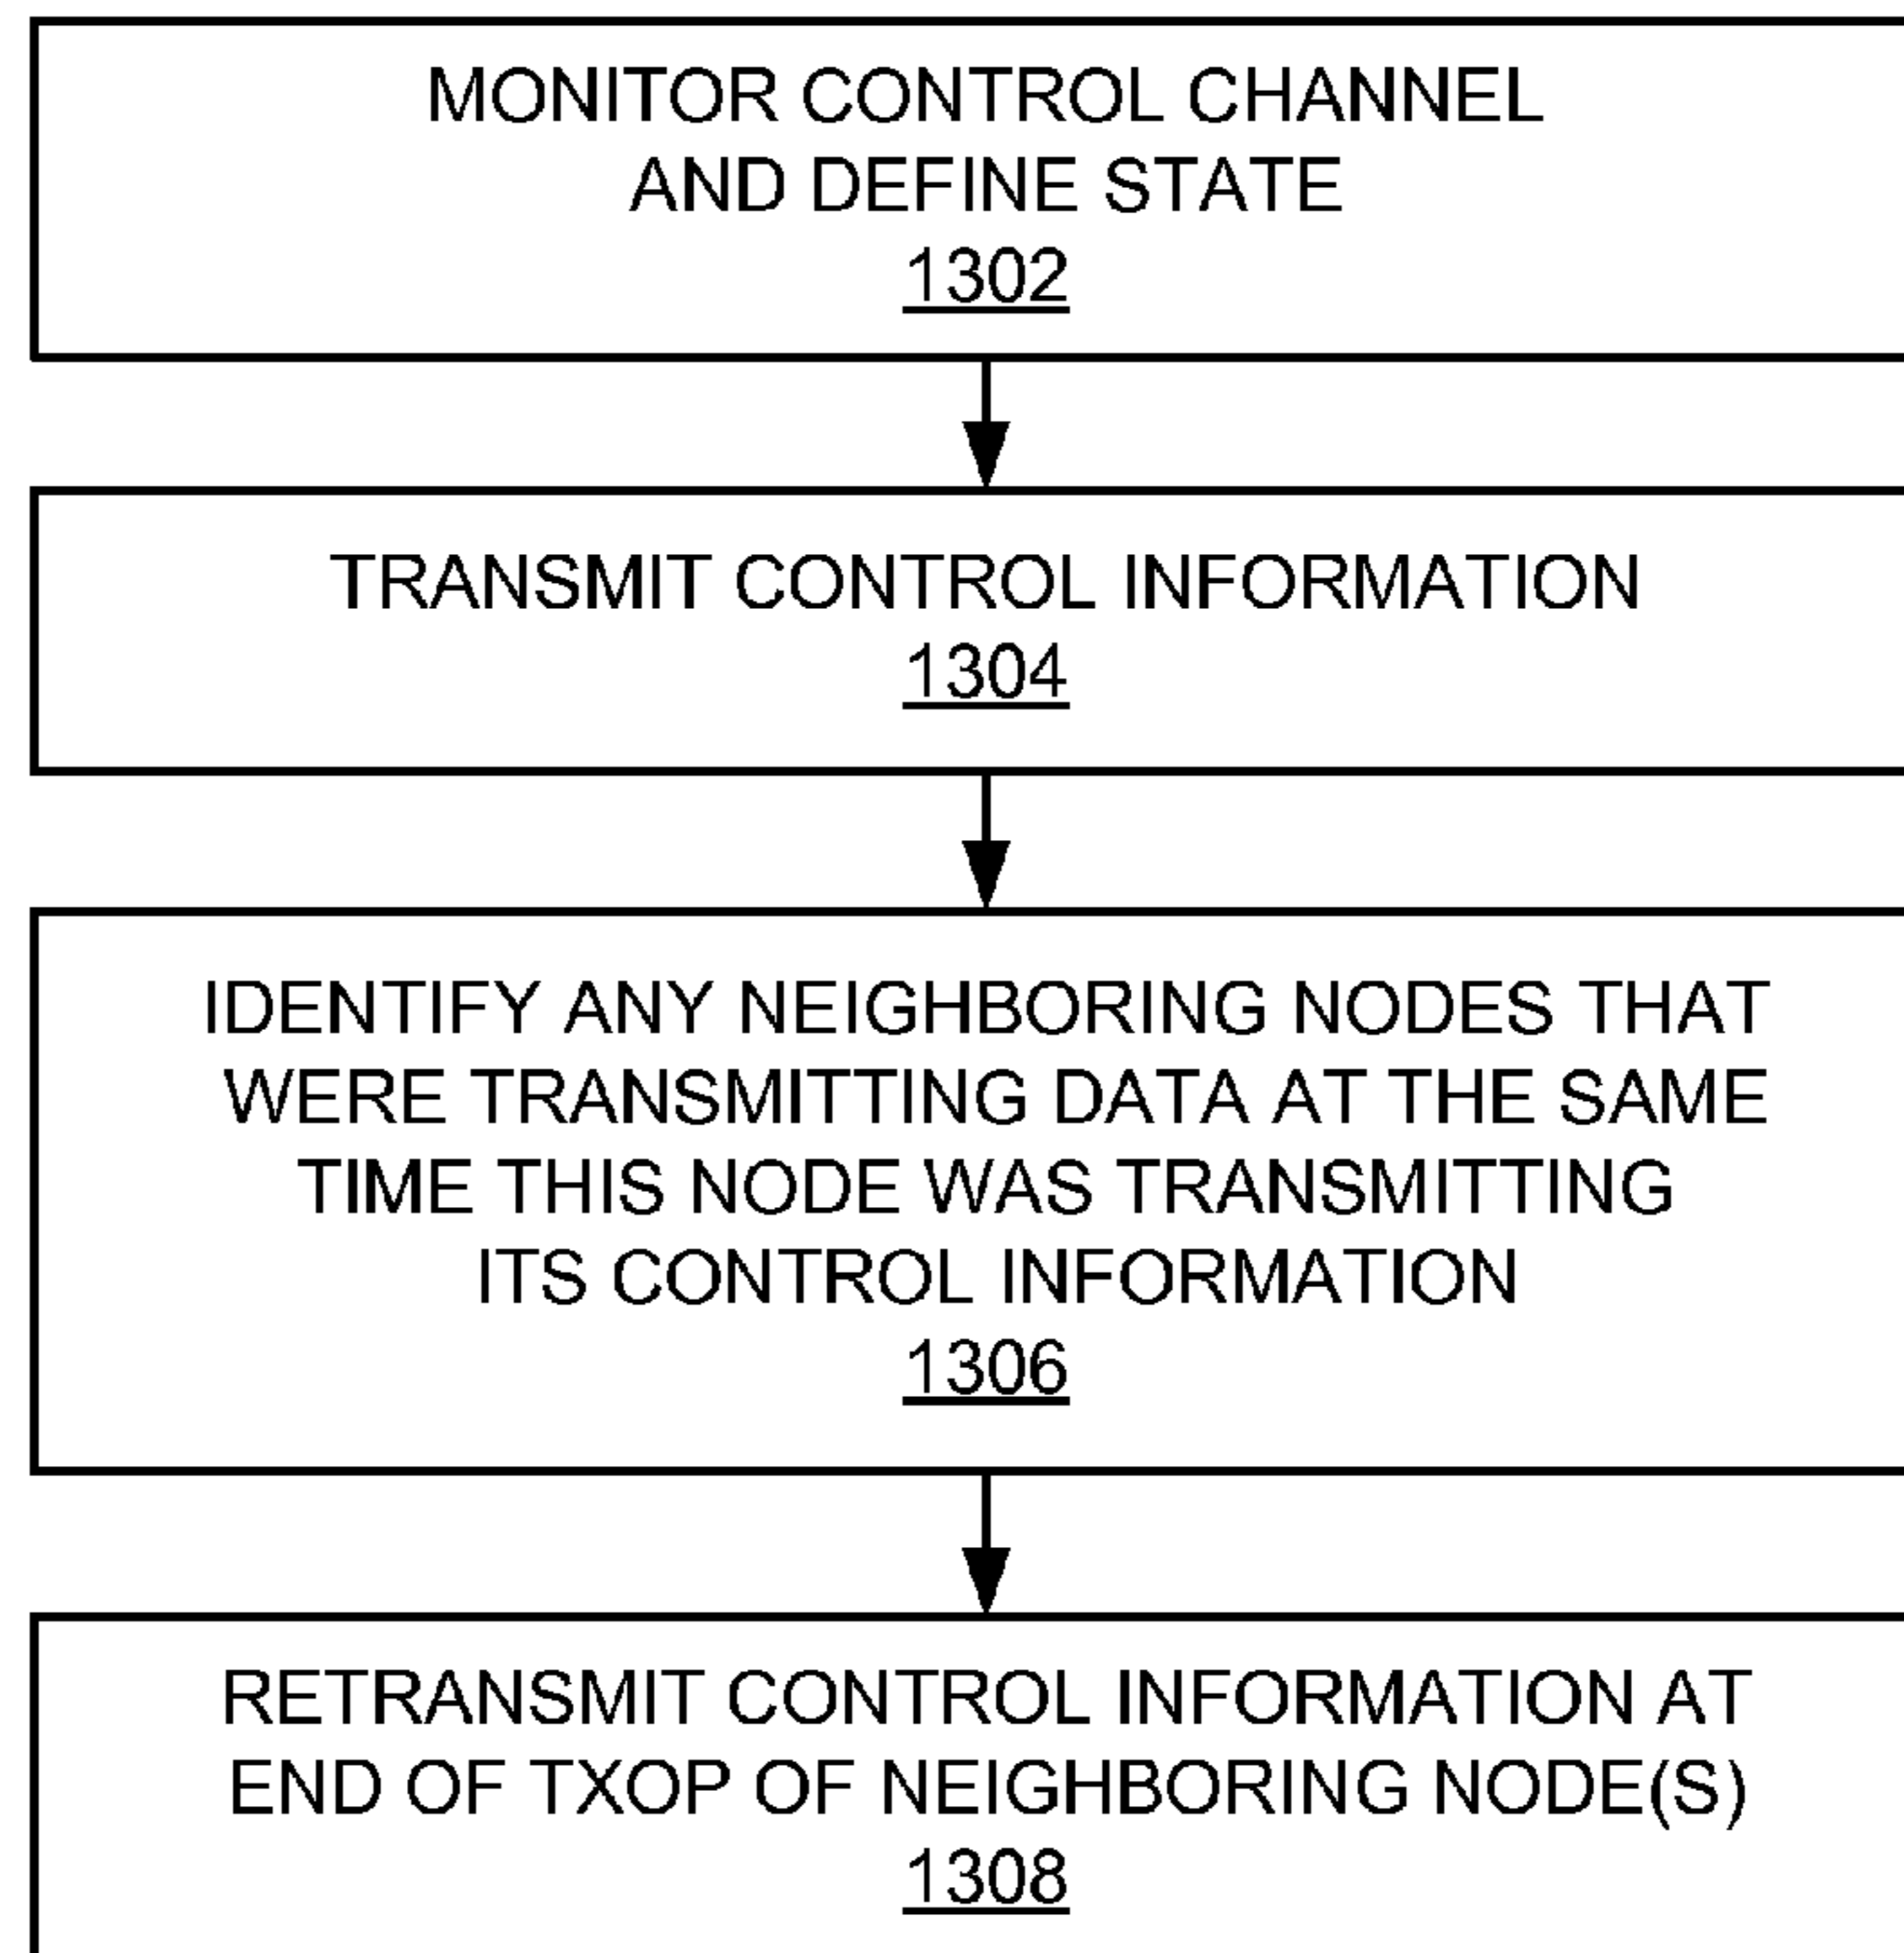 MONITOR CONTROL CHANNEL
AND DEFINE STATE
1302
TRANSMIT CONTROL INFORMATION
1304
IDENTIFY ANY NEIGHBORING NODES THAT
WERE TRANSMITTING DATA AT THE SAME
TIME THIS NODE WAS TRANSMITTING
ITS CONTROL INFORMATION
1306
RETRANSMIT CONTROL INFORMATION AT
END OF TXOP OF NEIGHBORING NODE(S)
1308